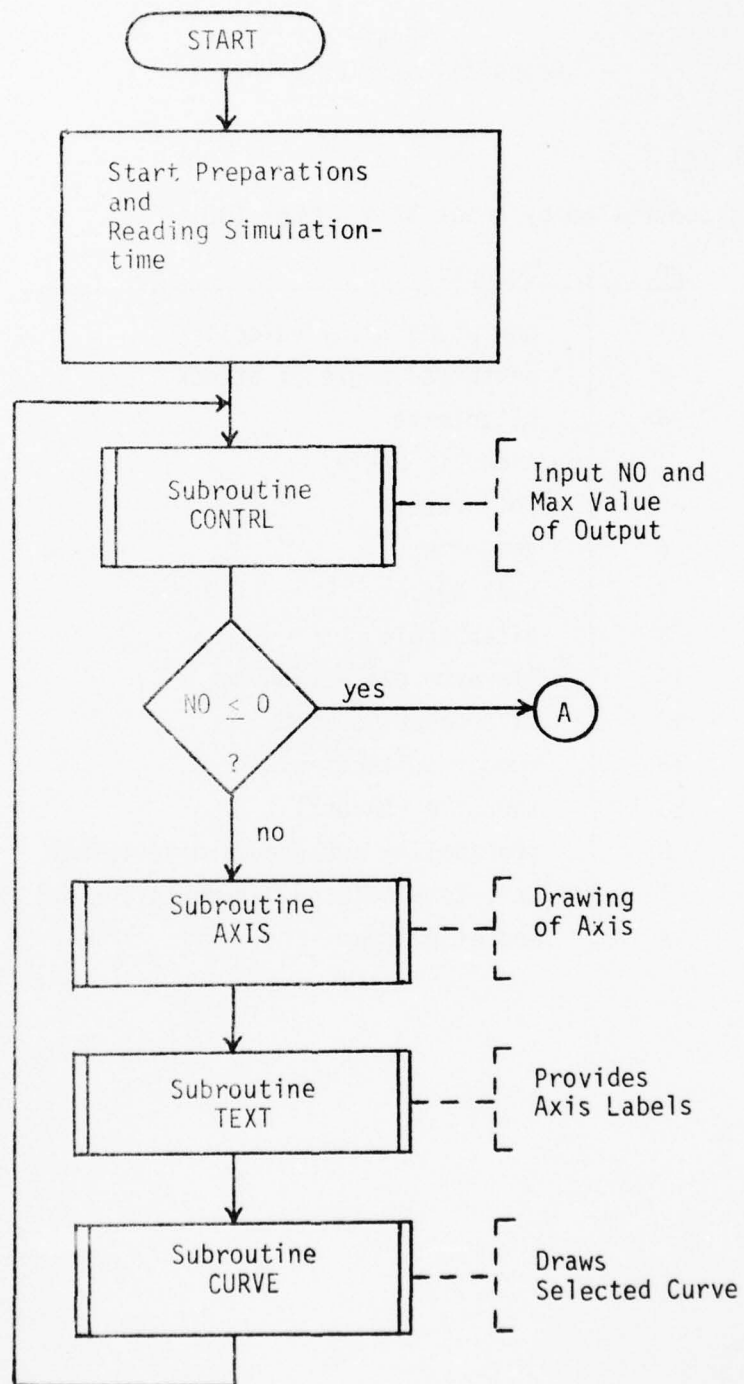 START
Start Preparations
and
Reading Simulation-
time
Subroutine
CONTRL
Input NO and
Max Value
of Output
NO ≤ 0
?
yes
A
no
Subroutine
AXIS
Drawing
of Axis
Subroutine
TEXT
Provides
Axis Labels
Subroutine
CURVE
Draws
Selected Curve